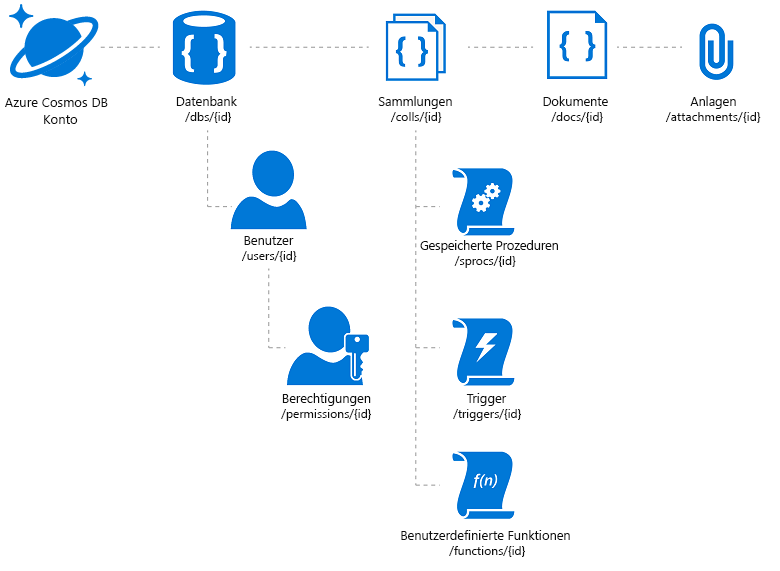 Azure Cosmos DB
Konto
Datenbank
/dbs/{id}
Sammlungen
/colls/{id}
Dokumente
/docs/{id}
Anlagen
/attachments/{id}
Benutzer
/users/{id}
Gespeicherte Prozeduren
/sprocs/{id}
Berechtigungen
/permissions/{id}
Trigger
/triggers/{id}
f(n)
Benutzerdefinierte Funktionen
/functions/{id}